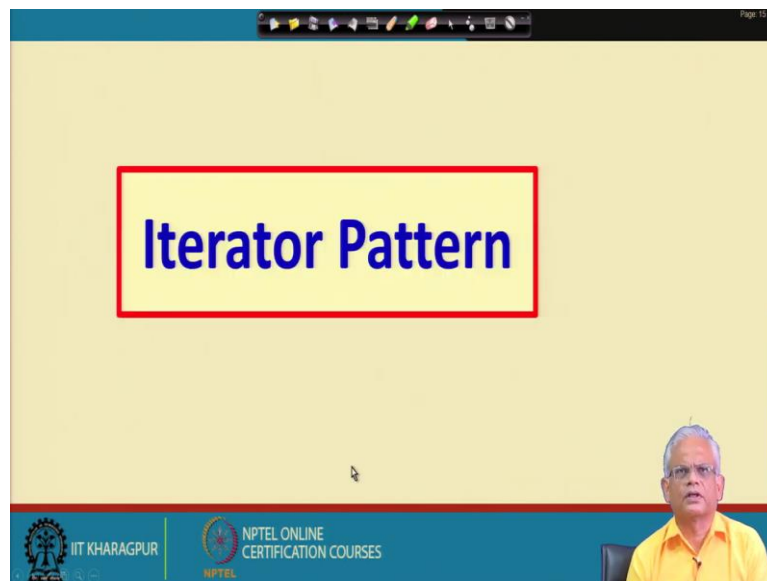 Page: 15
Iterator Pattern
IIT KHARAGPUR
NPTEL
NPTEL ONLINE
CERTIFICATION COURSES